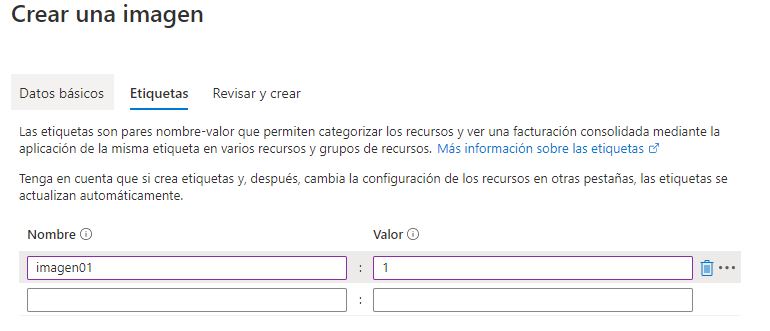 Crear una imagen
Datos básicos Etiquetas Revisar y crear
Las etiquetas son pares nombre-valor que permiten categorizar los recursos y ver una facturación consolidada mediante la
aplicación de la misma etiqueta en varios recursos y grupos de recursos. Más información sobre las etiquetas
Tenga en cuenta que si crea etiquetas y, después, cambia la configuración de los recursos en otras pestañas, las etiquetas se
actualizan automáticamente.
Nombre Valor
imagen01 : 1
: